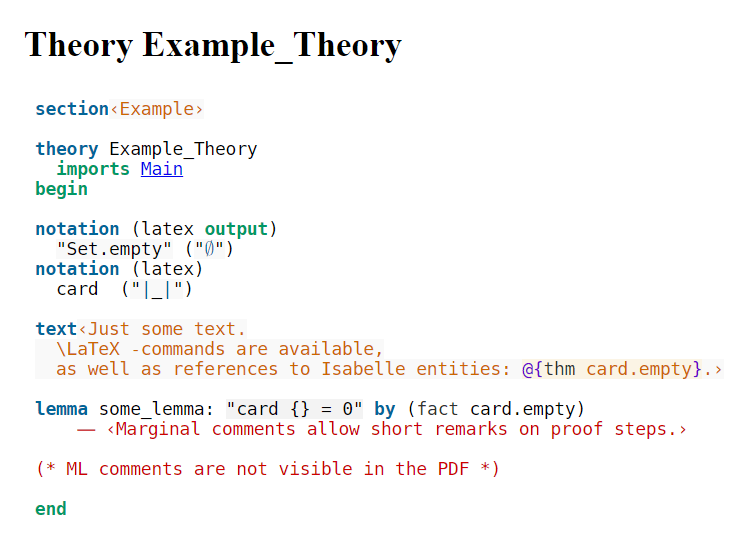 Theory Example_Theory
section‹Example›
theory Example_Theory
  imports Main
begin
notation (latex output)
  "Set.empty" ("∅")
notation (latex)
  card  ("|_|")
text‹Just some text.
  \LaTeX -commands are available,
  as well as references to Isabelle entities: @{thm card.empty}.›
lemma some_lemma: "card {} = 0" by (fact card.empty)
    — ‹Marginal comments allow short remarks on proof steps.›
(* ML comments are not visible in the PDF *)
end